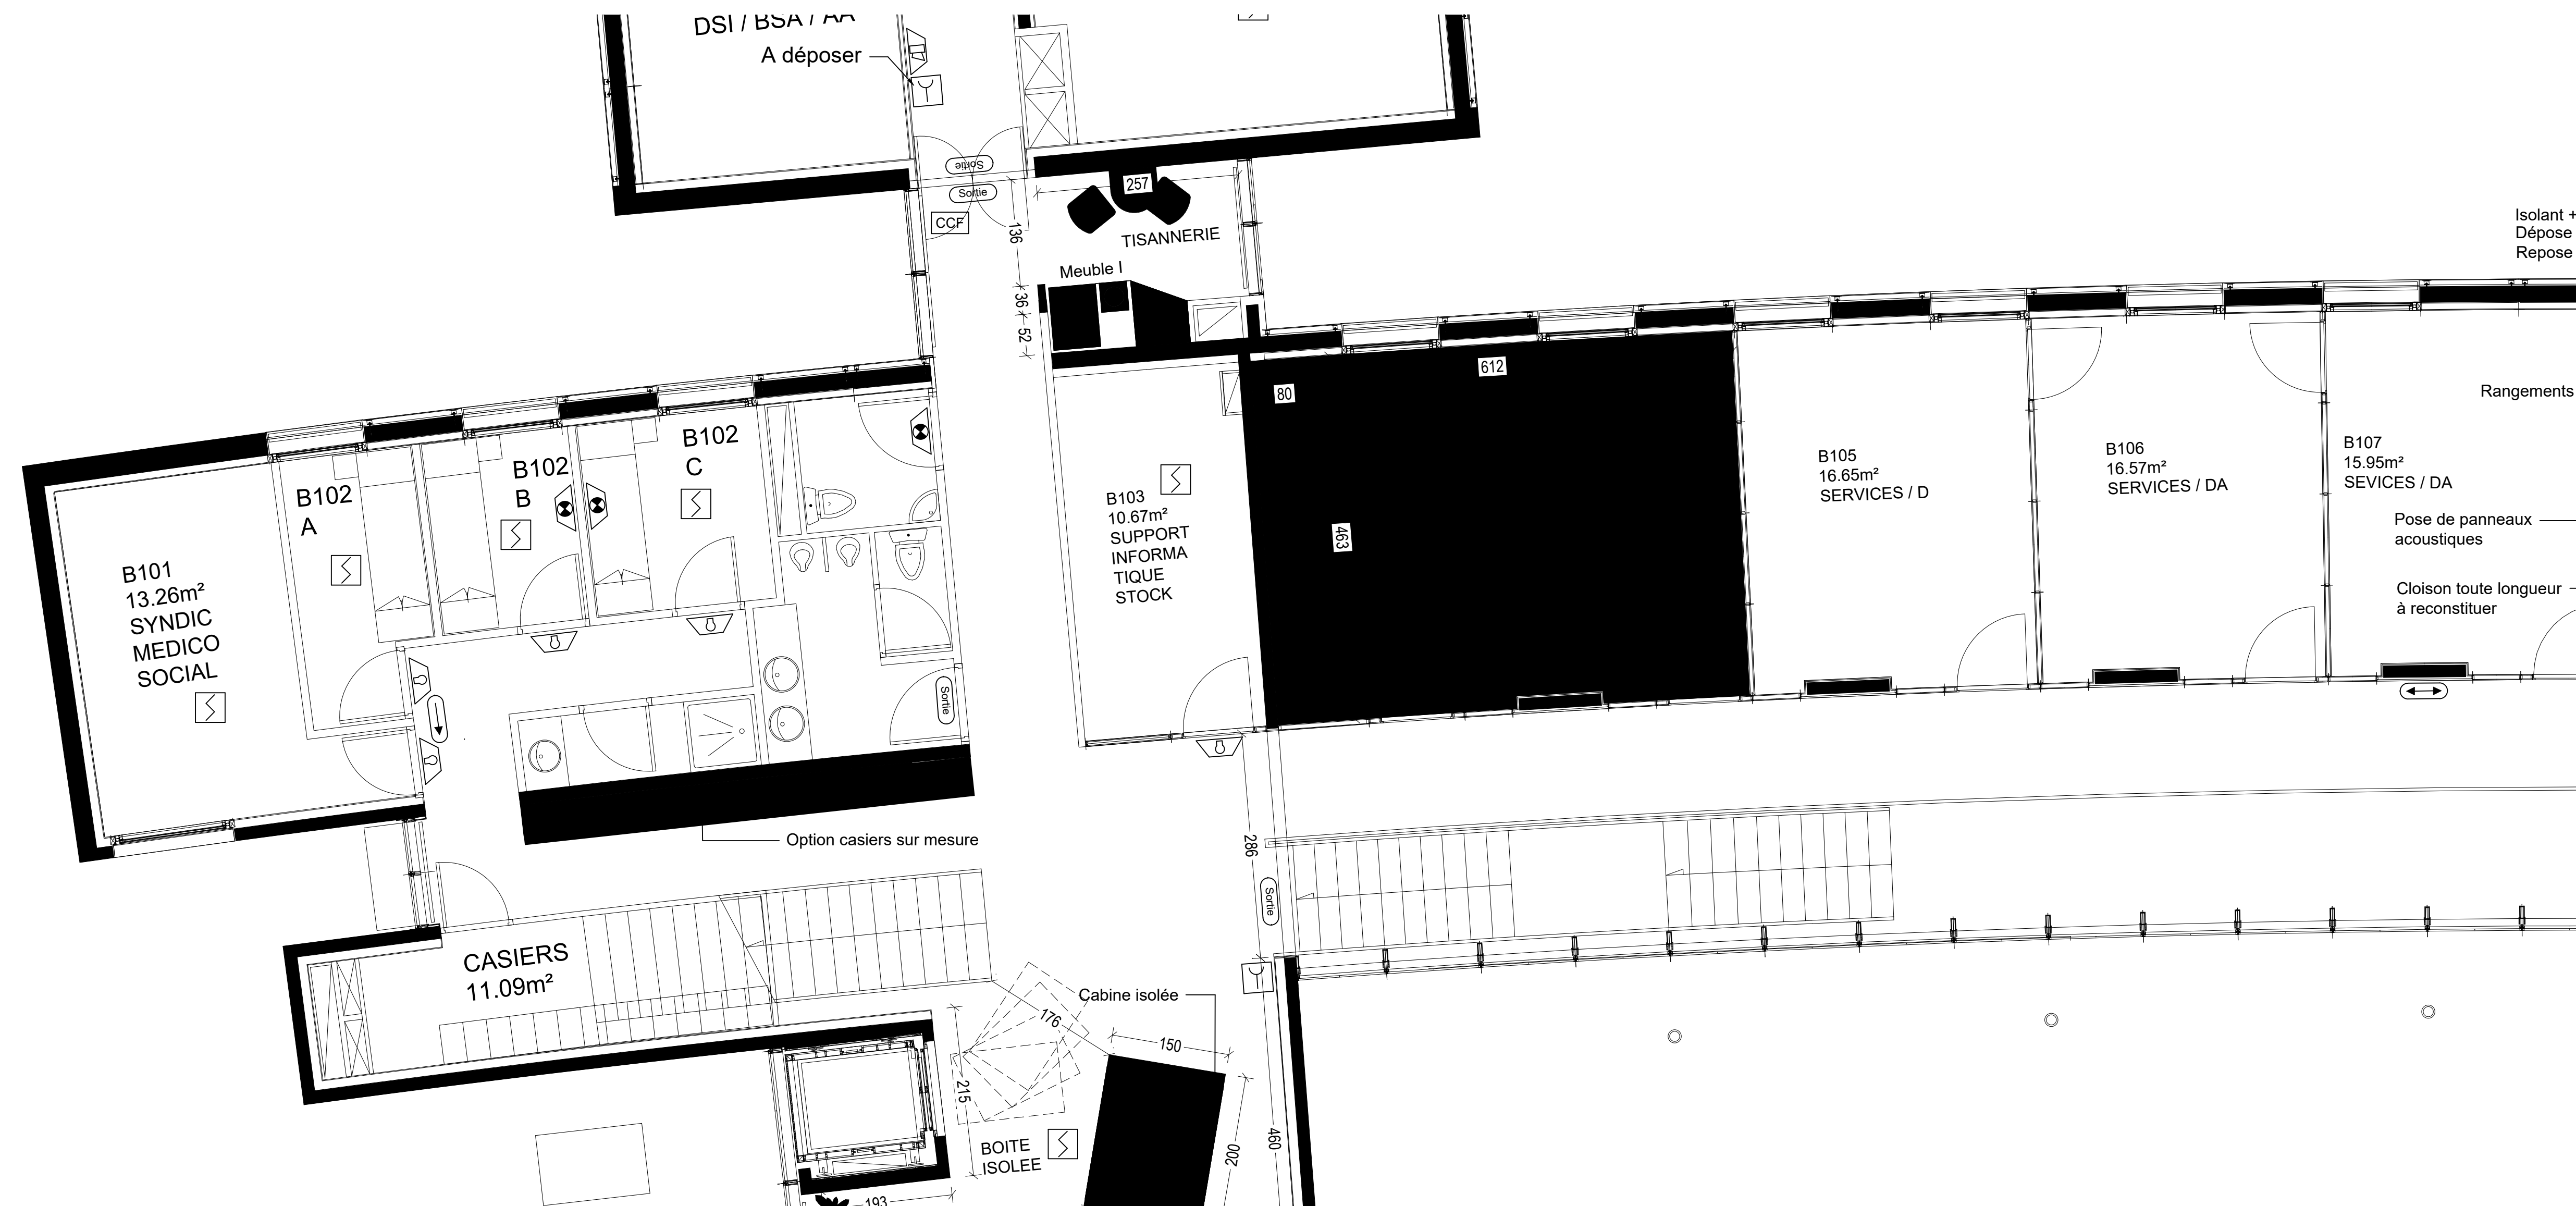 DSI / BSA / AA
A déposer
Sortie
Sortie
CCF
136
257
TISANNERIE
Meuble I
36
52
Isolant +
Dépose
Repose
612
80
463
Rangements
B102
A
B102
B
B102
C
B101
13.26m²
SYNDIC
MEDICO
SOCIAL
B103
10.67m²
SUPPORT
INFORMA
TIQUE
STOCK
B105
16.65m²
SERVICES / D
B106
16.57m²
SERVICES / DA
B107
15.95m²
SEVICES / DA
Pose de panneaux
acoustiques
Cloison toute longueur
à reconstituer
Sortie
Option casiers sur mesure
286
Sortie
CASIERS
11.09m²
Cabine isolée
176
150
215
BOITE
ISOLEE
200
460
193